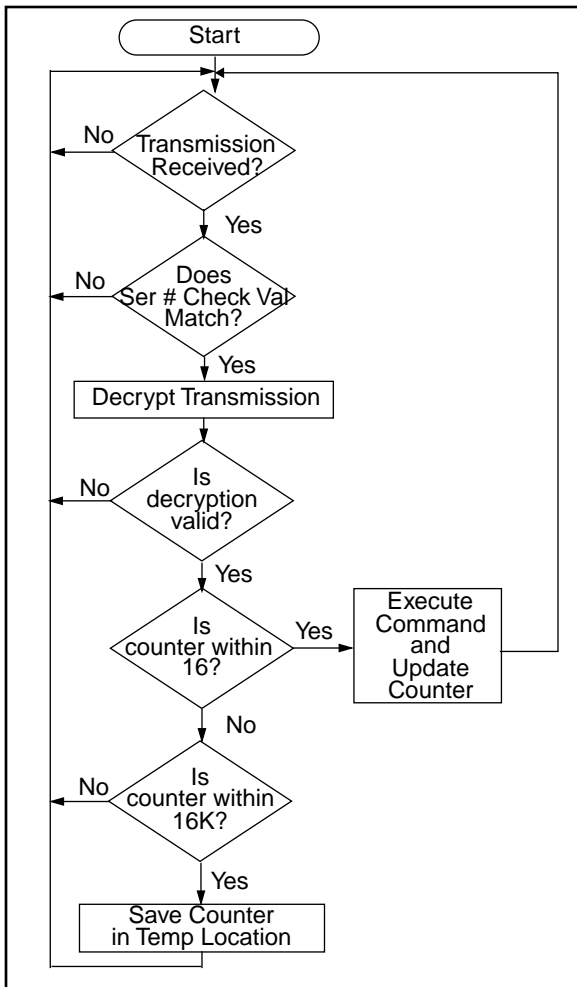 Start
No
Transmission
Received?
Yes
No
Does
Ser # Check Val
Match?
Yes
Decrypt Transmission
No
Is
decryption
valid?
Yes
Is
counter within
16?
Yes
Execute
Command
and
Update
Counter
No
No
Is
counter within
16K?
Yes
Save Counter
in Temp Location